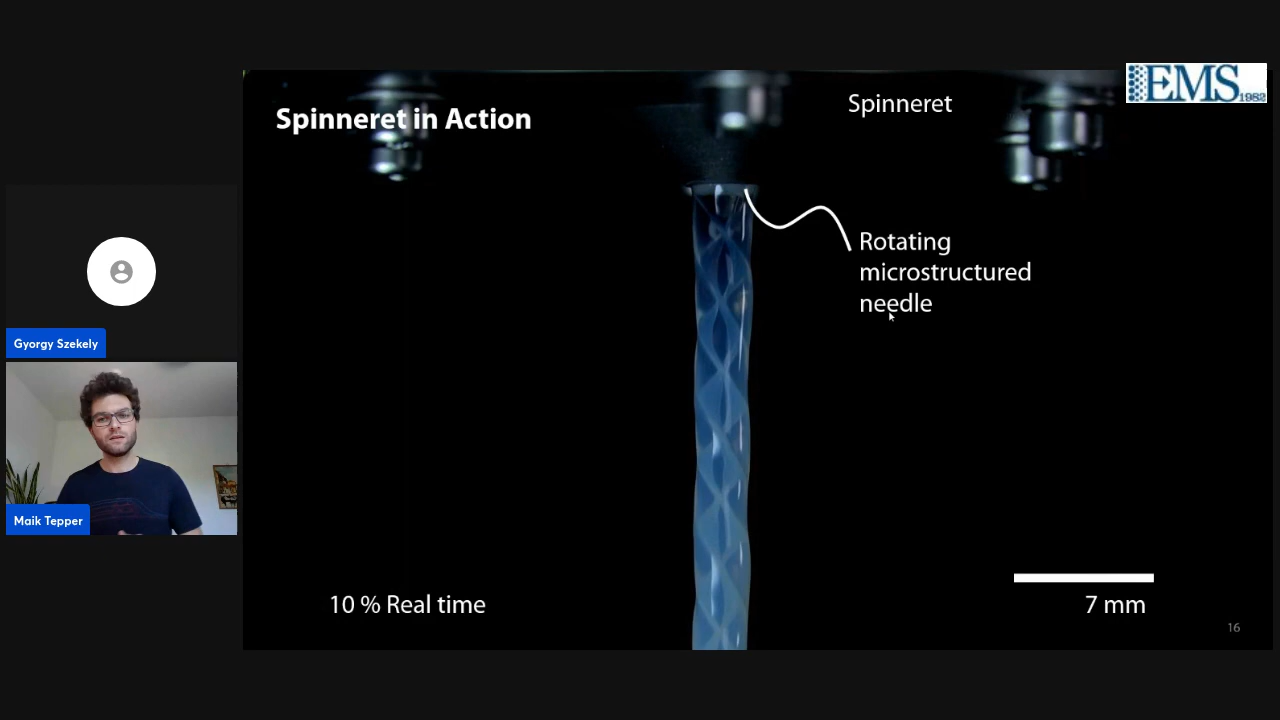 EMS 1982
Spinneret in Action
Spinneret
Rotating
microstructured
needle
10 % Real time
7 mm
16
Gyorgy Szekely
Maik Tepper